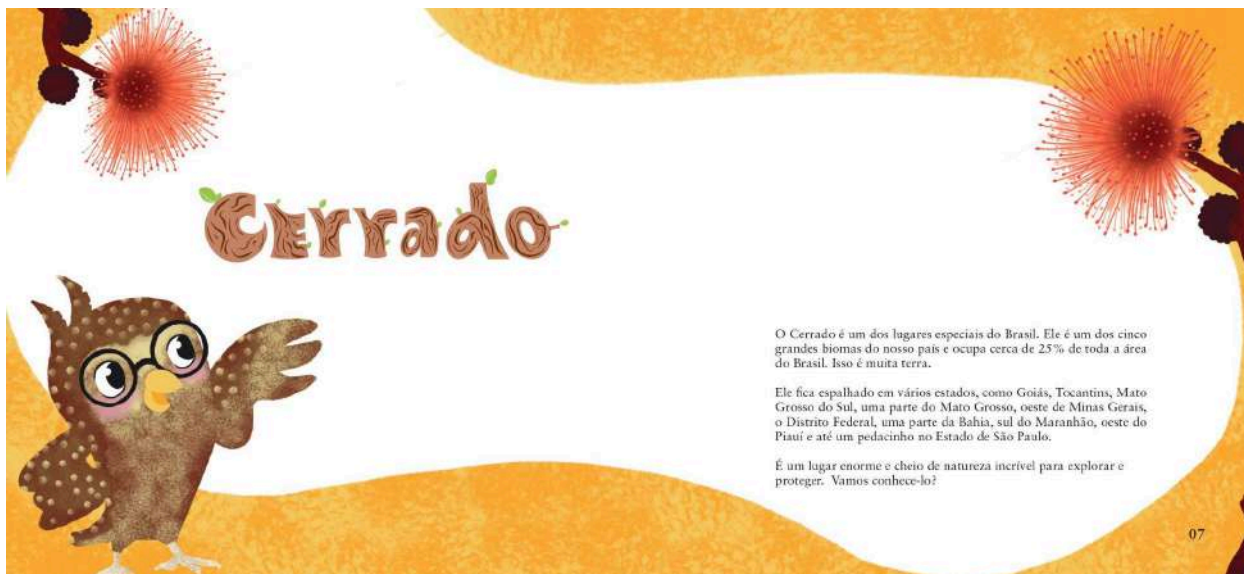 Cerrado
O Cerrado é um dos lugares especiais do Brasil. Ele é um dos cinco
grandes biomas do nosso país e ocupa cerca de 25% de toda a área
do Brasil. Isso é muita terra.
Ele fica espalhado em vários estados, como Goiás, Tocantins, Mato
Grosso do Sul, uma parte do Mato Grosso, oeste de Minas Gerais,
o Distrito Federal, uma parte da Bahia, sul do Maranhão, oeste do
Piauí e até um pedacinho no Estado de São Paulo.
É um lugar enorme e cheio de natureza incrível para explorar e
proteger. Vamos conhece-lo?
07